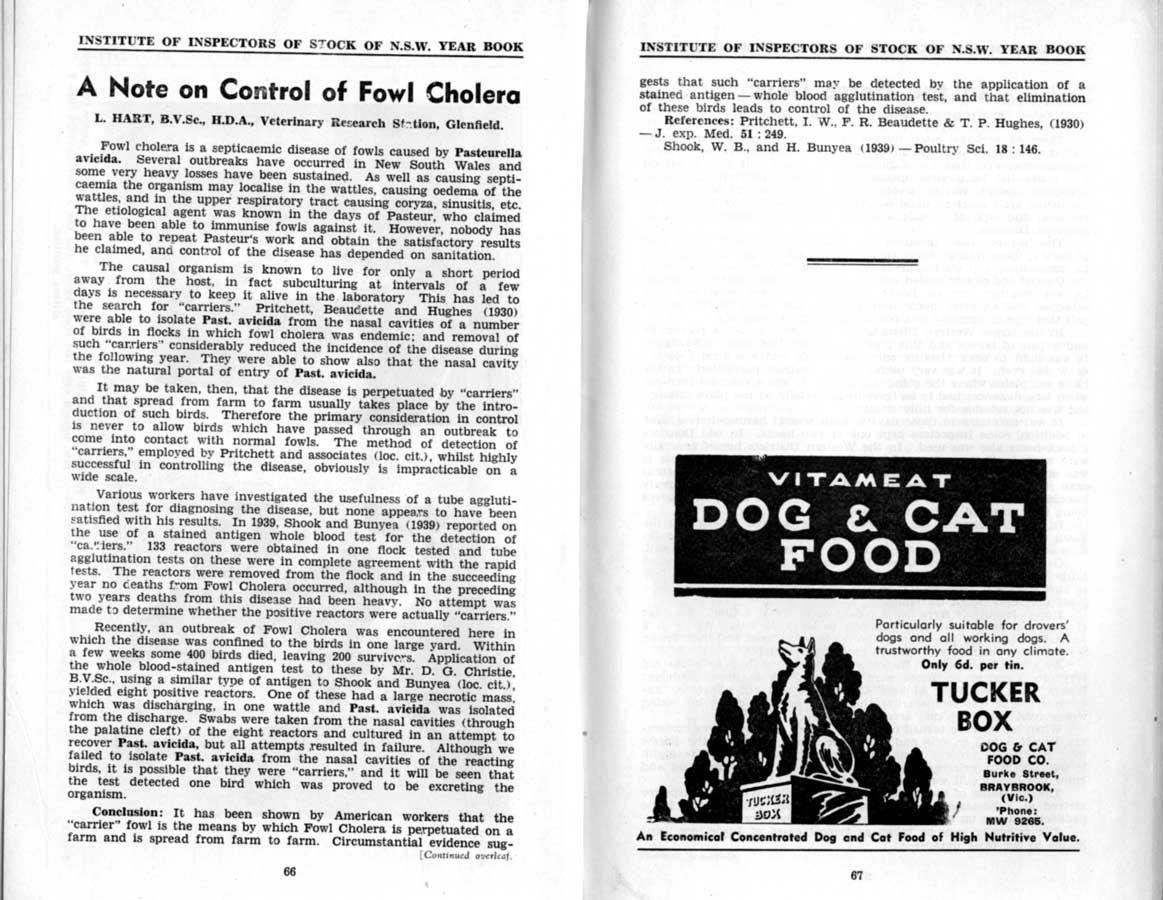 INSTITUTE OF INSPECTORS OF STOCK OF N.S.W. YEAR BOOK
A Note on Control of Fowl Cholera
L. HART, B.V.Sc., H.D.A., Veterinary Research Station, Glenfield.
Fowl cholera is a septicaemic disease of fowls caused by Pasteurella
avicida. Several outbreaks have occurred in New South Wales and
some very heavy losses have been sustained. As well as causing septi-
caemia the organism may localise in the wattles, causing oedema of the
wattles, and in the upper respiratory tract causing coryza, sinusitis, etc.
The etiological agent was known in the days of Pasteur, who claimed
to have been able to immunise fowls against it. However, nobody has
been able to repeat Pasteur's work and obtain the satisfactory results
he claimed, and control of the disease has depended on sanitation.
The causal organism is known to live for only a short period
away from the host, in fact subculturing at intervals of a few
days is necessary to keep it alive in the laboratory This has led to
the search for "carriers." Pritchett, Beaudette and Hughes (1930)
were able to isolate Past. avicida from the nasal cavities of a number
of birds in flocks in which fowl cholera was endemic; and removal of
such "carriers" considerably reduced the incidence of the disease during
the following year. They were able to show also that the nasal cavity
was the natural portal of entry of Past. avicida.
It may be taken, then, that the disease is perpetuated by "carriers"
and that spread from farm to farm usually takes place by the intro-
duction of such birds. Therefore the primary consideration in control
is never to allow birds which have passed through an outbreak to
come into contact with normal fowls. The method of detection of
"carriers," employed by Pritchett and associates (loc. cit.), whilst highly
successful in controlling the disease, obviously is impracticable on a
wide scale.
Various workers have investigated the usefulness of a tube aggluti-
nation test for diagnosing the disease, but none appears to have been
satisfied with his results. In 1939, Shook and Bunyea (1939) reported on
the use of a stained antigen whole blood test for the detection of
"carriers." 133 reactors were obtained in one flock tested and tube
agglutination tests on these were in complete agreement with the rapid
tests. The reactors were removed from the flock and in the succeeding
year no deaths from Fowl Cholera occurred, although in the preceding
two years deaths from this disease had been heavy. No attempt was
made to determine whether the positive reactors were actually "carriers."
Recently, an outbreak of Fowl Cholera was encountered here in
which the disease was confined to the birds in one large yard. Within
a few weeks some 400 birds died, leaving 200 survivors. Application of
the whole blood-stained antigen test to these by Mr. D. G. Christie,
B.V.Sc., using a similar type of antigen to Shook and Bunyea (loc. cit.),
yielded eight positive reactors. One of these had a large necrotic mass,
which was discharging, in one wattle and Past. avicida was isolated
from the discharge. Swabs were taken from the nasal cavities (through
the palatine cleft) of the eight reactors and cultured in an attempt to
recover Past. avicida, but all attempts resulted in failure. Although we
failed to isolate Past. avicida from the nasal cavities of the reacting
birds, it is possible that they were "carriers," and it will be seen that
the test detected one bird which was proved to be excreting the
organism.
Conclusion: It has been shown by American workers that the
"carrier" fowl is the means by which Fowl Cholera is perpetuated on a
farm and is spread from farm to farm. Circumstantial evidence sug-
[Continued overleaf.
66
INSTITUTE OF INSPECTORS OF STOCK OF N.S.W. YEAR BOOK
gests that such "carriers" may be detected by the application of a
stained antigen — whole blood agglutination test, and that elimination
of these birds leads to control of the disease.
References: Pritchett, I. W., F. R. Beaudette & T. P. Hughes, (1930)
— J. exp. Med. 51 : 249.
Shook, W. B., and H. Bunyea (1939) — Poultry Sci. 18 : 146.
VITAMEAT
DOG & CAT
FOOD
Particularly suitable for drovers'
dogs and all working dogs. A
trustworthy food in any climate.
Only 6d. per tin.
TUCKER
BOX
DOG & CAT
FOOD CO.
Burke Street,
BRAYBROOK,
(Vic.)
'Phone:
MW 9265.
TUCKER
BOX
An Economical Concentrated Dog and Cat Food of High Nutritive Value.
67